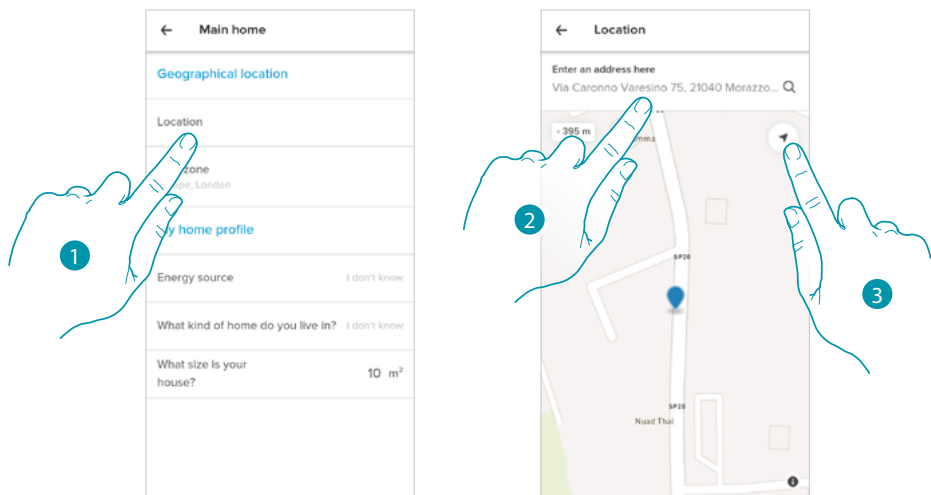 ← Main home
Geographical location
Location
zone
pe, London
y home profile
Energy source I don't know
What kind of home do you live in? I don't know
What size is your
house?
10 m²
1
← Location
Enter an address here
Via Caronno Varesino 75, 21040 Morazzo...
395 m
mma
SP20
SP20
Nuad Thai
2
3